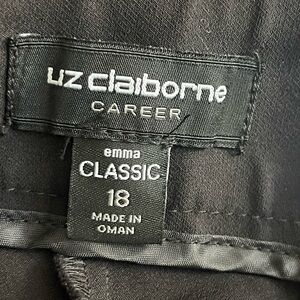 liz claiborne
CAREER
emma
CLASSIC
18
MADE IN
OMAN